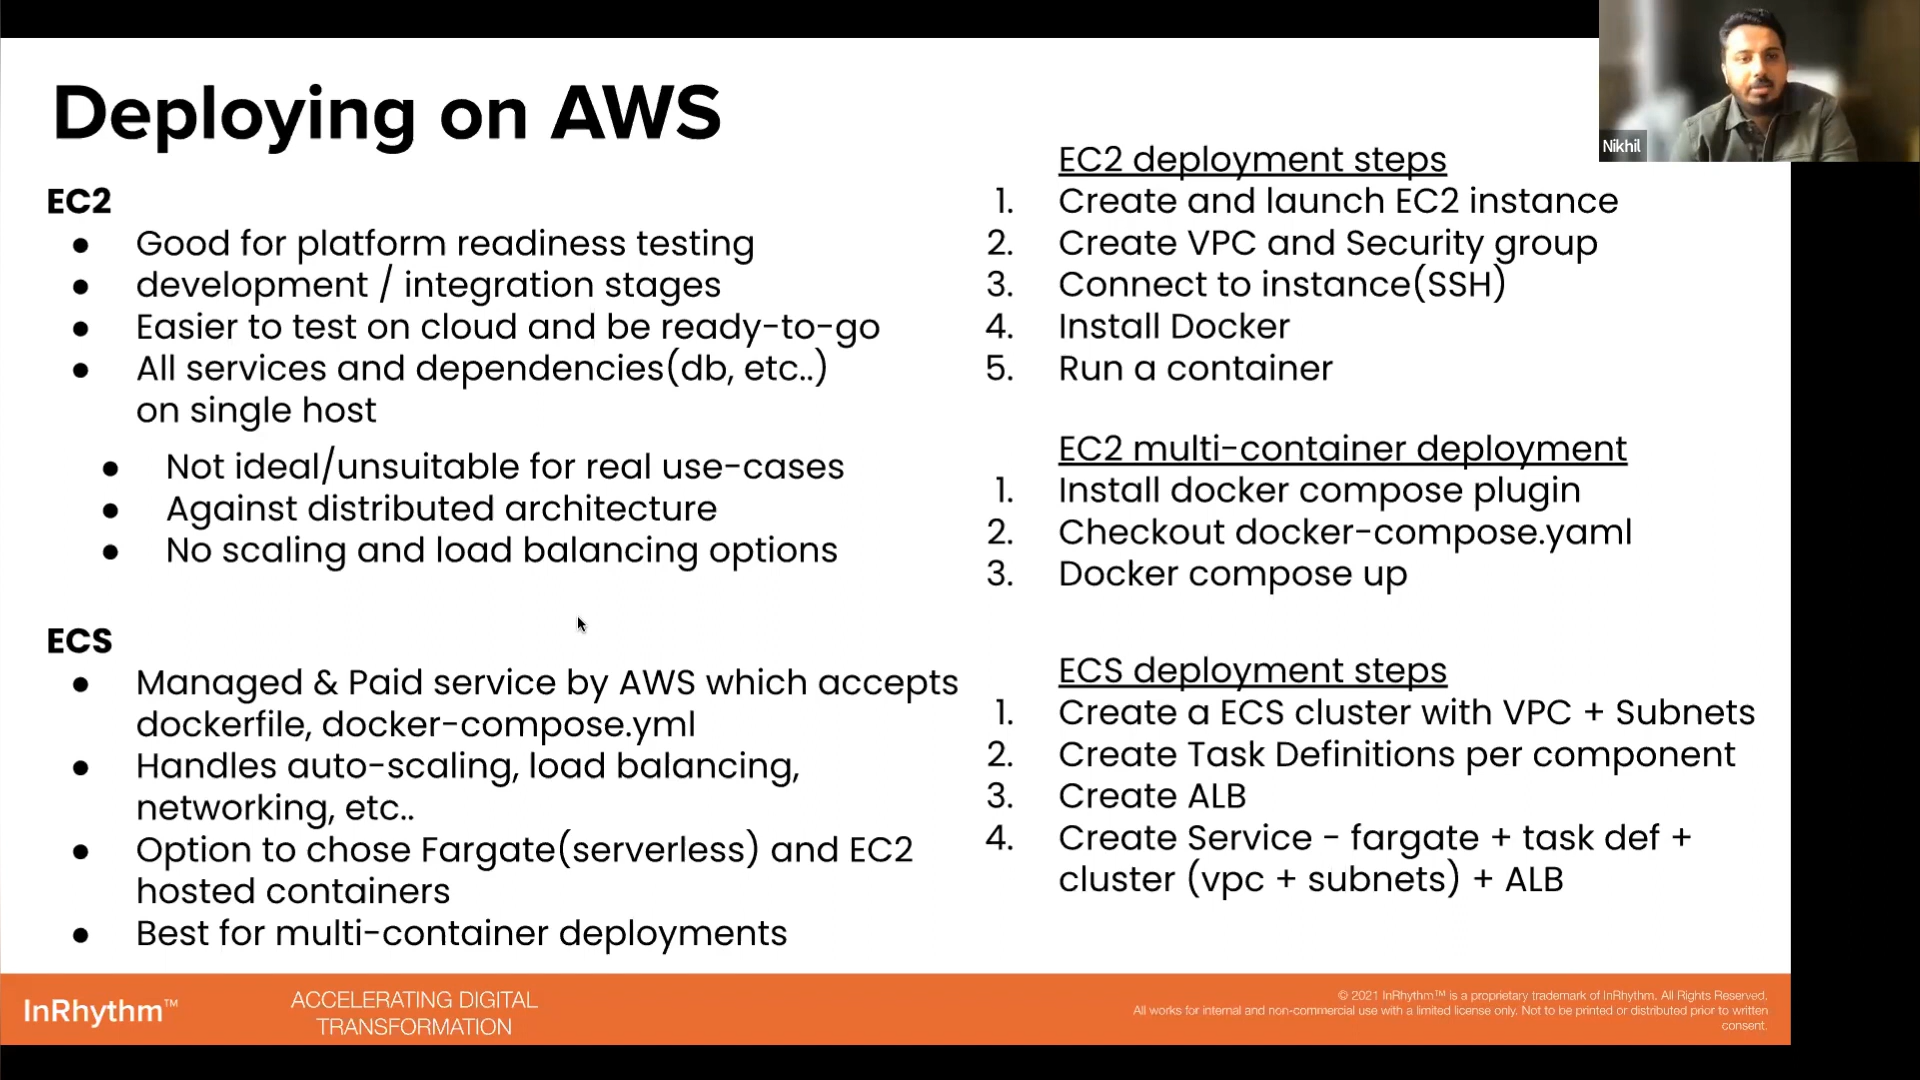 Deploying on AWS
EC2
● Good for platform readiness testing
● development / integration stages
● Easier to test on cloud and be ready-to-go
● All services and dependencies(db, etc..)
on single host
● Not ideal/unsuitable for real use-cases
● Against distributed architecture
● No scaling and load balancing options
ECS
● Managed & Paid service by AWS which accepts
dockerfile, docker-compose.yml
● Handles auto-scaling, load balancing,
networking, etc..
● Option to chose Fargate(serverless) and EC2
hosted containers
● Best for multi-container deployments
EC2 deployment steps
1. Create and launch EC2 instance
2. Create VPC and Security group
3. Connect to instance(SSH)
4. Install Docker
5. Run a container
EC2 multi-container deployment
1. Install docker compose plugin
2. Checkout docker-compose.yaml
3. Docker compose up
ECS deployment steps
1. Create a ECS cluster with VPC + Subnets
2. Create Task Definitions per component
3. Create ALB
4. Create Service - fargate + task def +
cluster (vpc + subnets) + ALB
Nikhil
InRhythm™
ACCELERATING DIGITAL
TRANSFORMATION
© 2021 InRhythm™ is a proprietary trademark of InRhythm. All Rights Reserved.
All works for internal and non-commercial use with a limited license only. Not to be printed or distributed prior to written
consent.